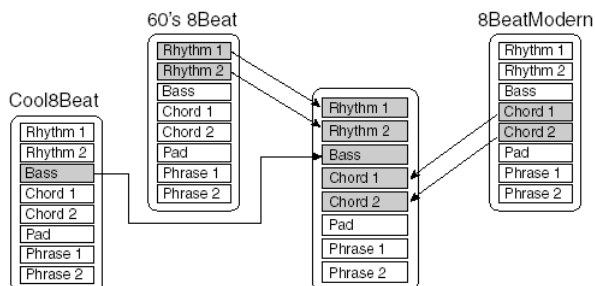 60's 8Beat
Rhythm 1
Rhythm 2
Bass
Chord 1
Chord 2
Pad
Phrase 1
Phrase 2
8BeatModern
Rhythm 1
Rhythm 2
Bass
Chord 1
Chord 2
Pad
Phrase 1
Phrase 2
Cool8Beat
Rhythm 1
Rhythm 2
Bass
Chord 1
Chord 2
Pad
Phrase 1
Phrase 2
Rhythm 1
Rhythm 2
Bass
Chord 1
Chord 2
Pad
Phrase 1
Phrase 2